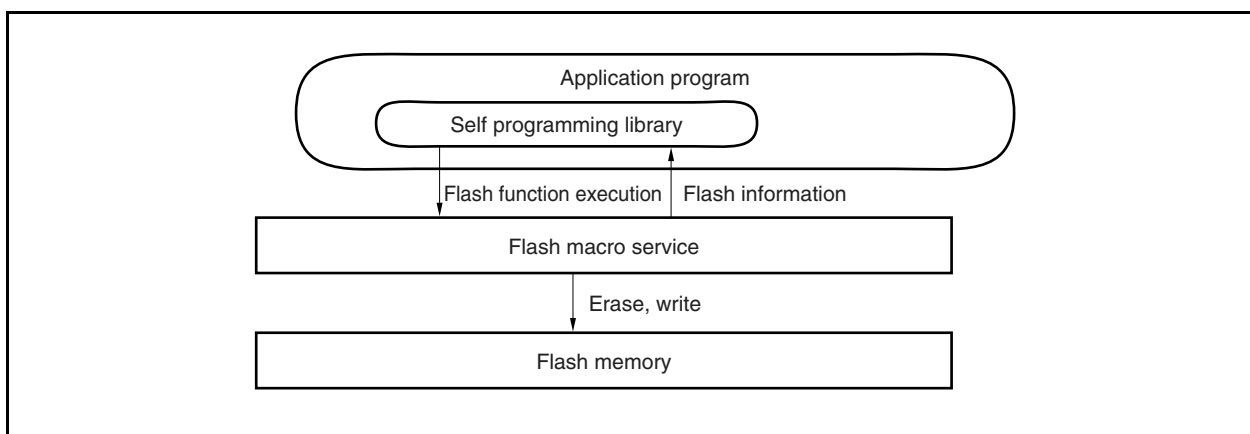 Application program
Self programming library
Flash function execution
Flash information
Flash macro service
Erase, write
Flash memory